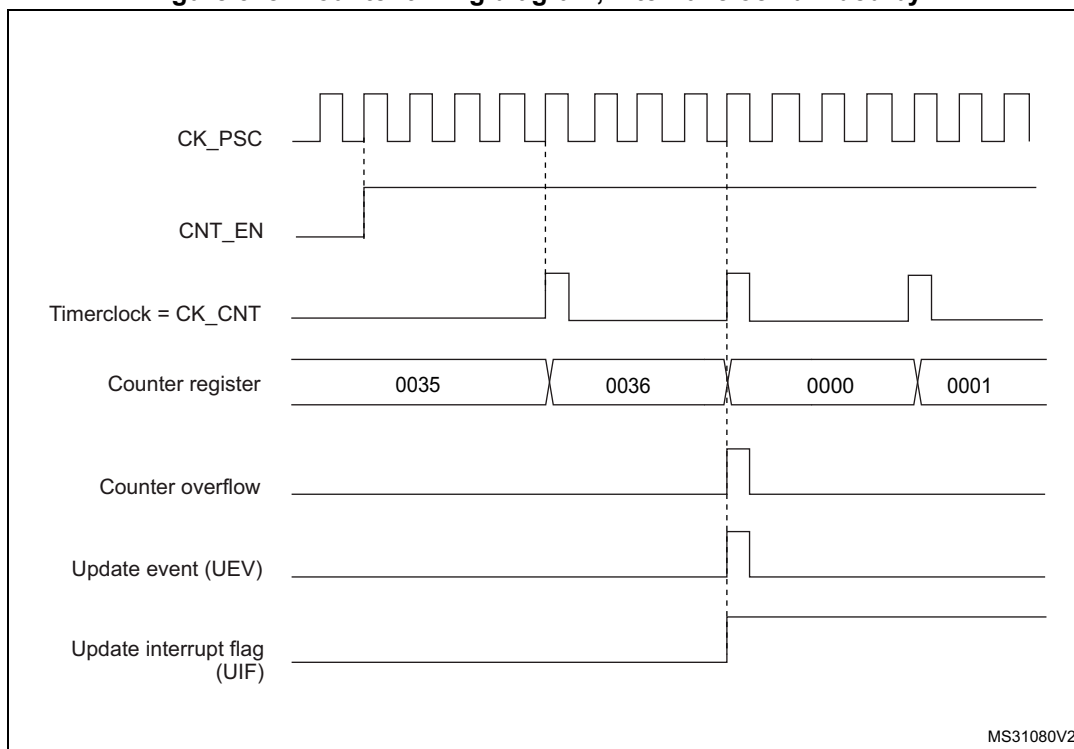 CK_PSC
CNT_EN
Timerclock = CK_CNT
Counter register
0035 0036 0000 0001
Counter overflow
Update event (UEV)
Update interrupt flag
(UIF)
MS31080V2